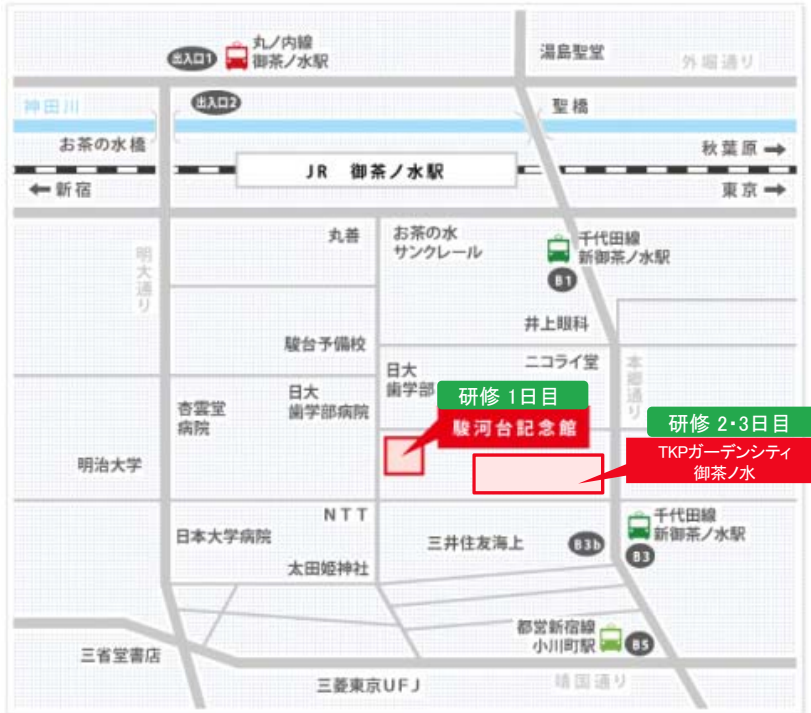 丸ノ内線
御茶ノ水駅
出入口1
湯島聖堂
外堀通り
神田川
出入口2
聖橋
お茶の水橋
秋葉原 →
JR 御茶ノ水駅
← 新宿
東京 →
丸善
お茶の水
サンクレール
千代田線
新御茶ノ水駅
B1
明大通り
井上眼科
駿台予備校
ニコライ堂
日大
歯学部
本郷通り
日大
歯学部病院
研修 1日目
駿河台記念館
杏雲堂
病院
研修 2・3日目
TKPガーデンシティ
御茶ノ水
明治大学
NTT
千代田線
新御茶ノ水駅
日本大学病院
三井住友海上
B3b
B3
太田姫神社
都営新宿線
小川町駅
B5
三省堂書店
三菱東京UFJ
靖国通り